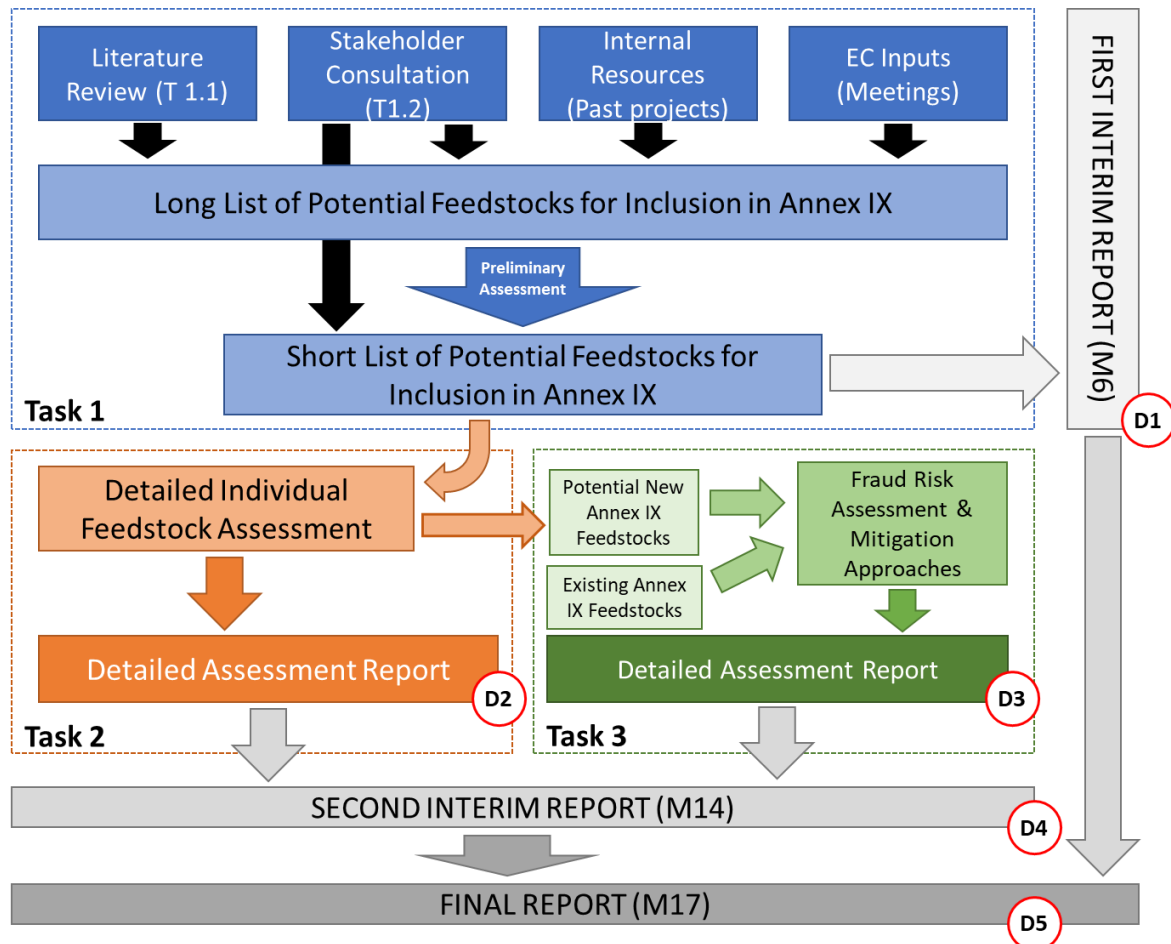 Literature
Review (T 1.1)
Stakeholder
Consultation
(T1.2)
Internal
Resources
(Past projects)
EC Inputs
(Meetings)
Long List of Potential Feedstocks for Inclusion in Annex IX
Preliminary
Assessment
Short List of Potential Feedstocks for
Inclusion in Annex IX
Task 1
FIRST INTERIM REPORT (M6)
D1
Detailed Individual
Feedstock Assessment
Detailed Assessment Report
D2
Task 2
Potential New
Annex IX
Feedstocks
Existing Annex
IX Feedstocks
Fraud Risk
Assessment &
Mitigation
Approaches
Detailed Assessment Report
D3
Task 3
SECOND INTERIM REPORT (M14)
D4
FINAL REPORT (M17)
D5